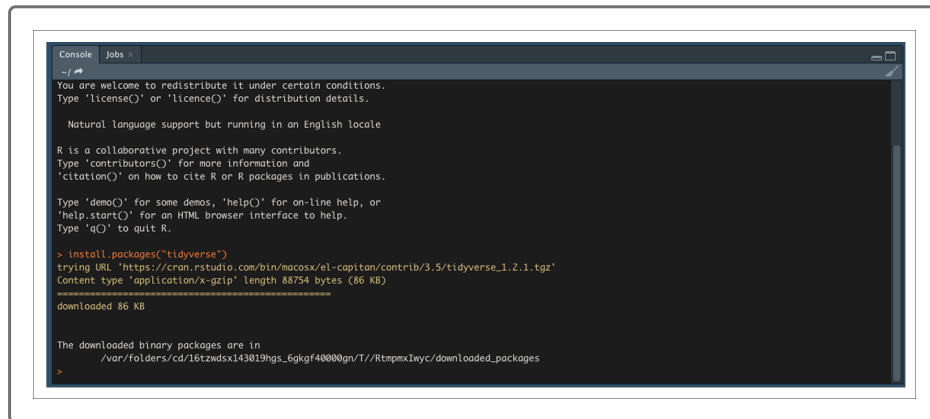 Console Jobs
~/
You are welcome to redistribute it under certain conditions.
Type 'license()' or 'licence()' for distribution details.
Natural language support but running in an English locale
R is a collaborative project with many contributors.
Type 'contributors()' for more information and
'citation()' on how to cite R or R packages in publications.
Type 'demo()' for some demos, 'help()' for on-line help, or
'help.start()' for an HTML browser interface to help.
Type 'q()' to quit R.
> install.packages("tidyverse")
trying URL 'https://cran.rstudio.com/bin/macosx/el-capitan/contrib/3.5/tidyverse_1.2.1.tgz'
Content type 'application/x-gzip' length 88754 bytes (86 KB)
==================================================
downloaded 86 KB
The downloaded binary packages are in
/var/folders/cd/16tzwdsx143019hgs_6gkgf40000gn/T//RtmpmxIwyc/downloaded_packages
>